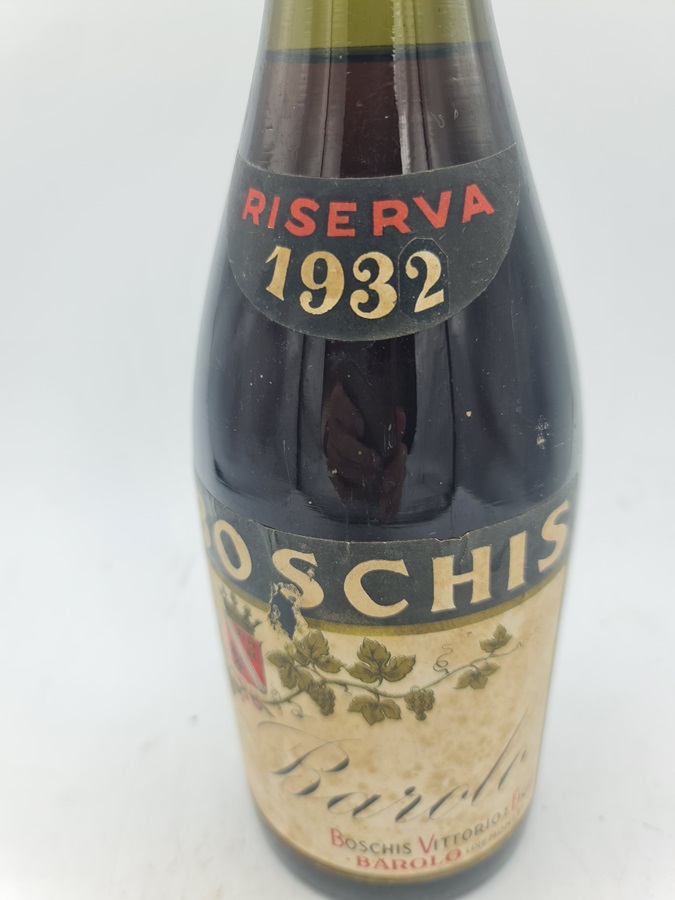 RISERVA
1932
BOSCHIS
Barolo
BOSCHIS VITTORIO &
BAROLO